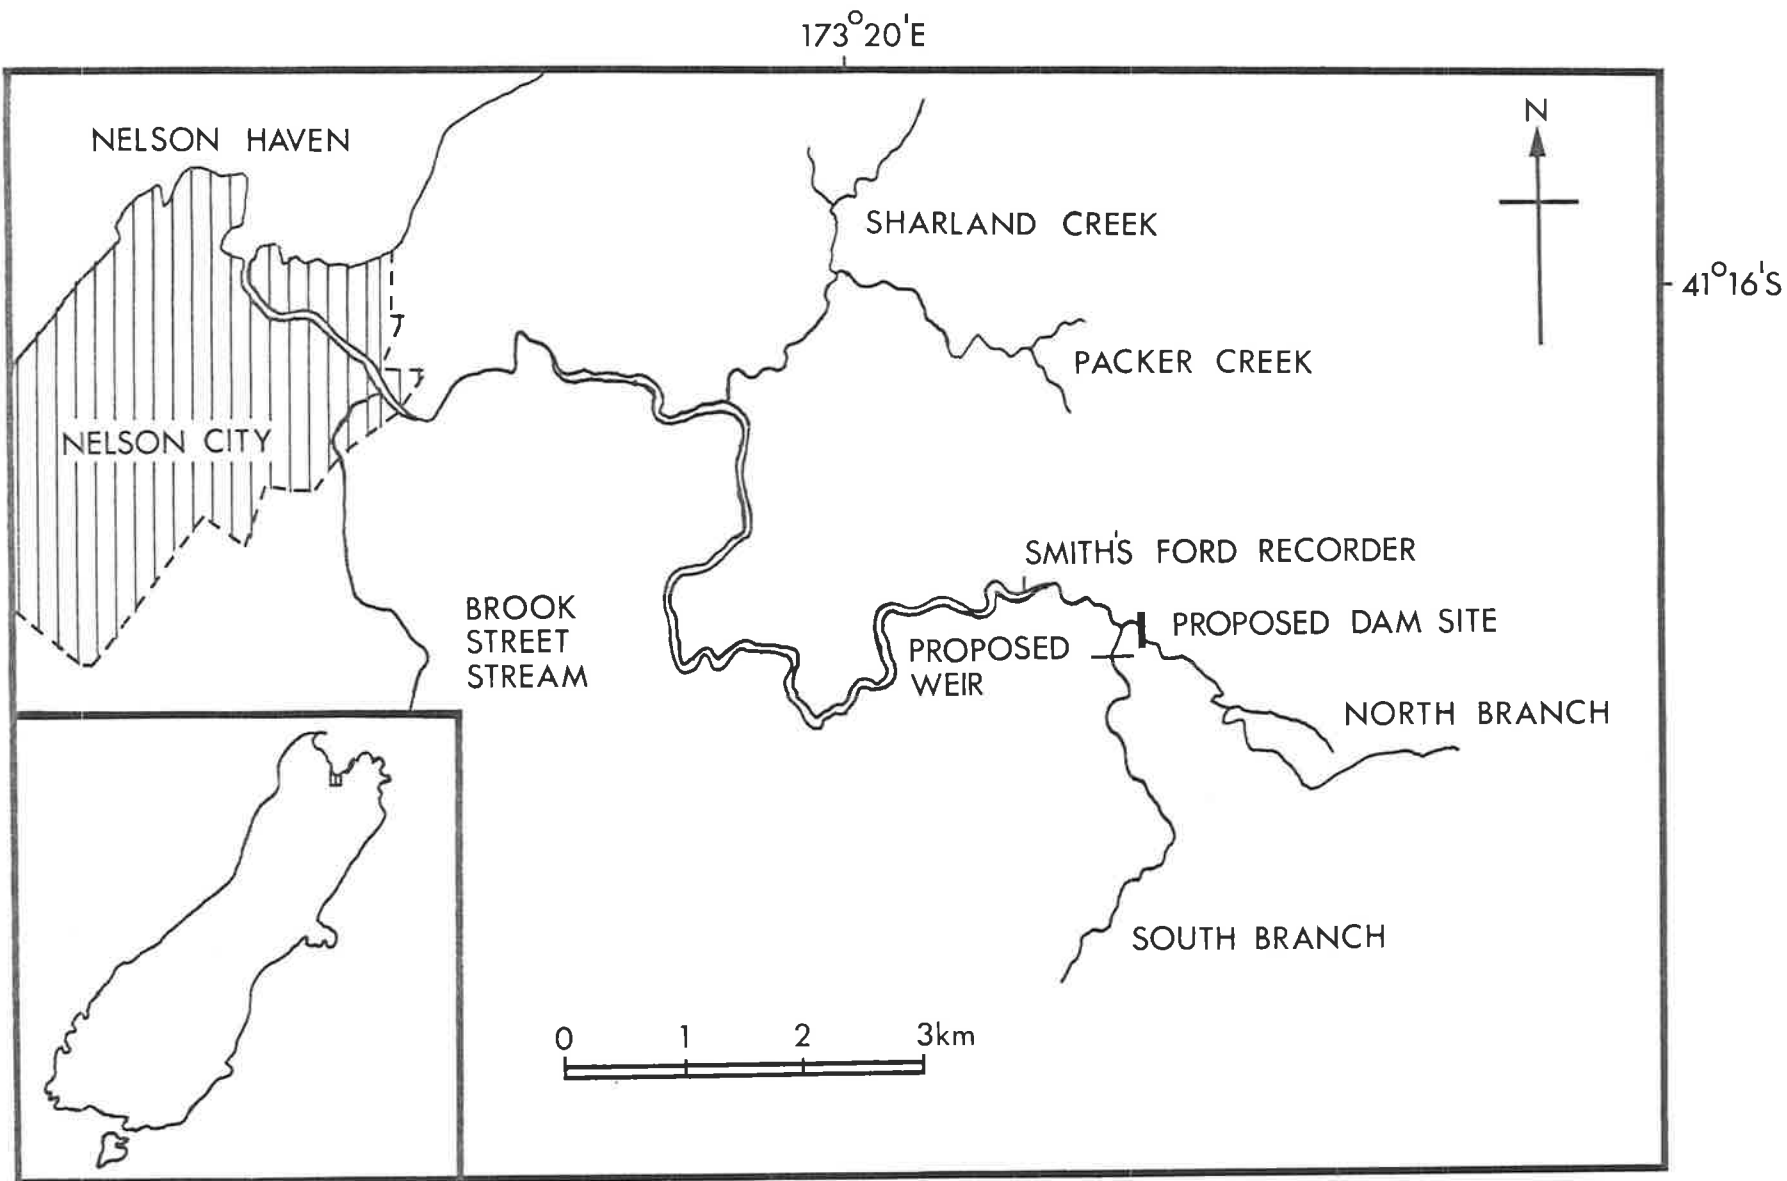 173°20'E
NELSON HAVEN
N
SHARLAND CREEK
41°16'S
PACKER CREEK
NELSON CITY
SMITH'S FORD RECORDER
BROOK
STREET
STREAM
PROPOSED DAM SITE
PROPOSED
WEIR
NORTH BRANCH
SOUTH BRANCH
0 1 2 3km